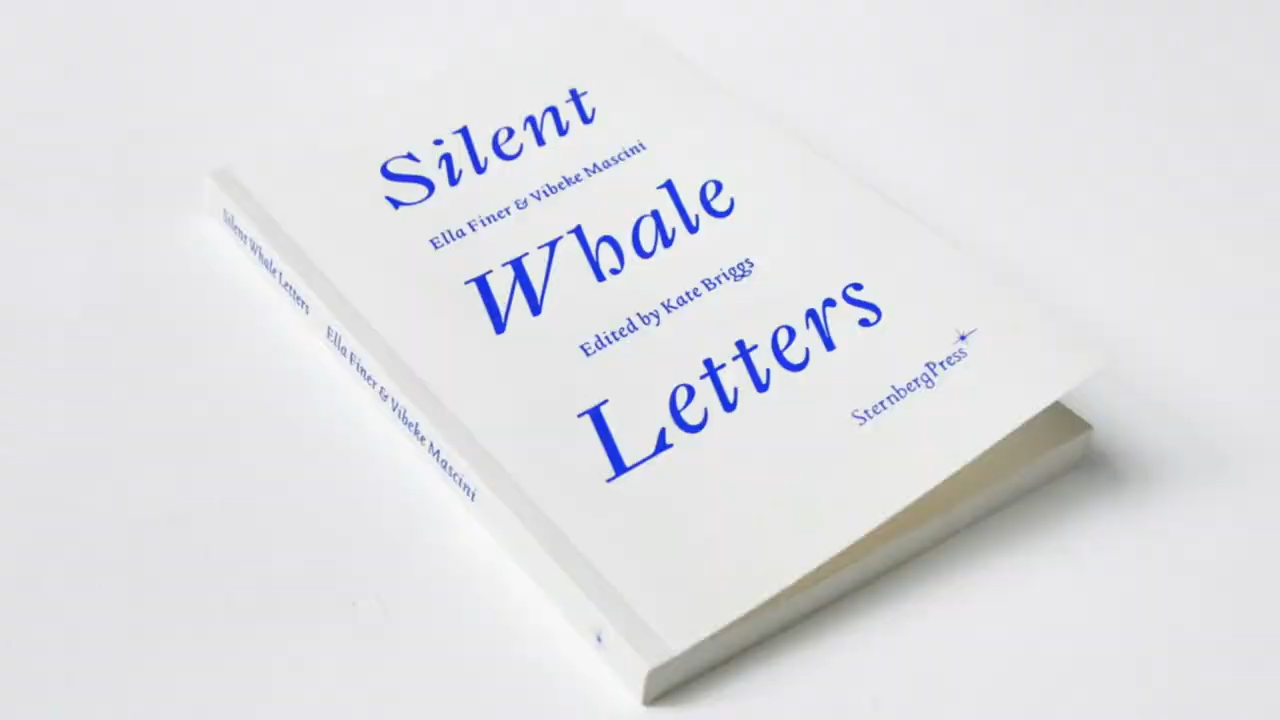 Silent
Ella Finer & Vibeke Mascini
Whale
Edited by Kate Briggs
Letters
SternbergPress
Silent Whale Letters Ella Finer & Vibeke Mascini